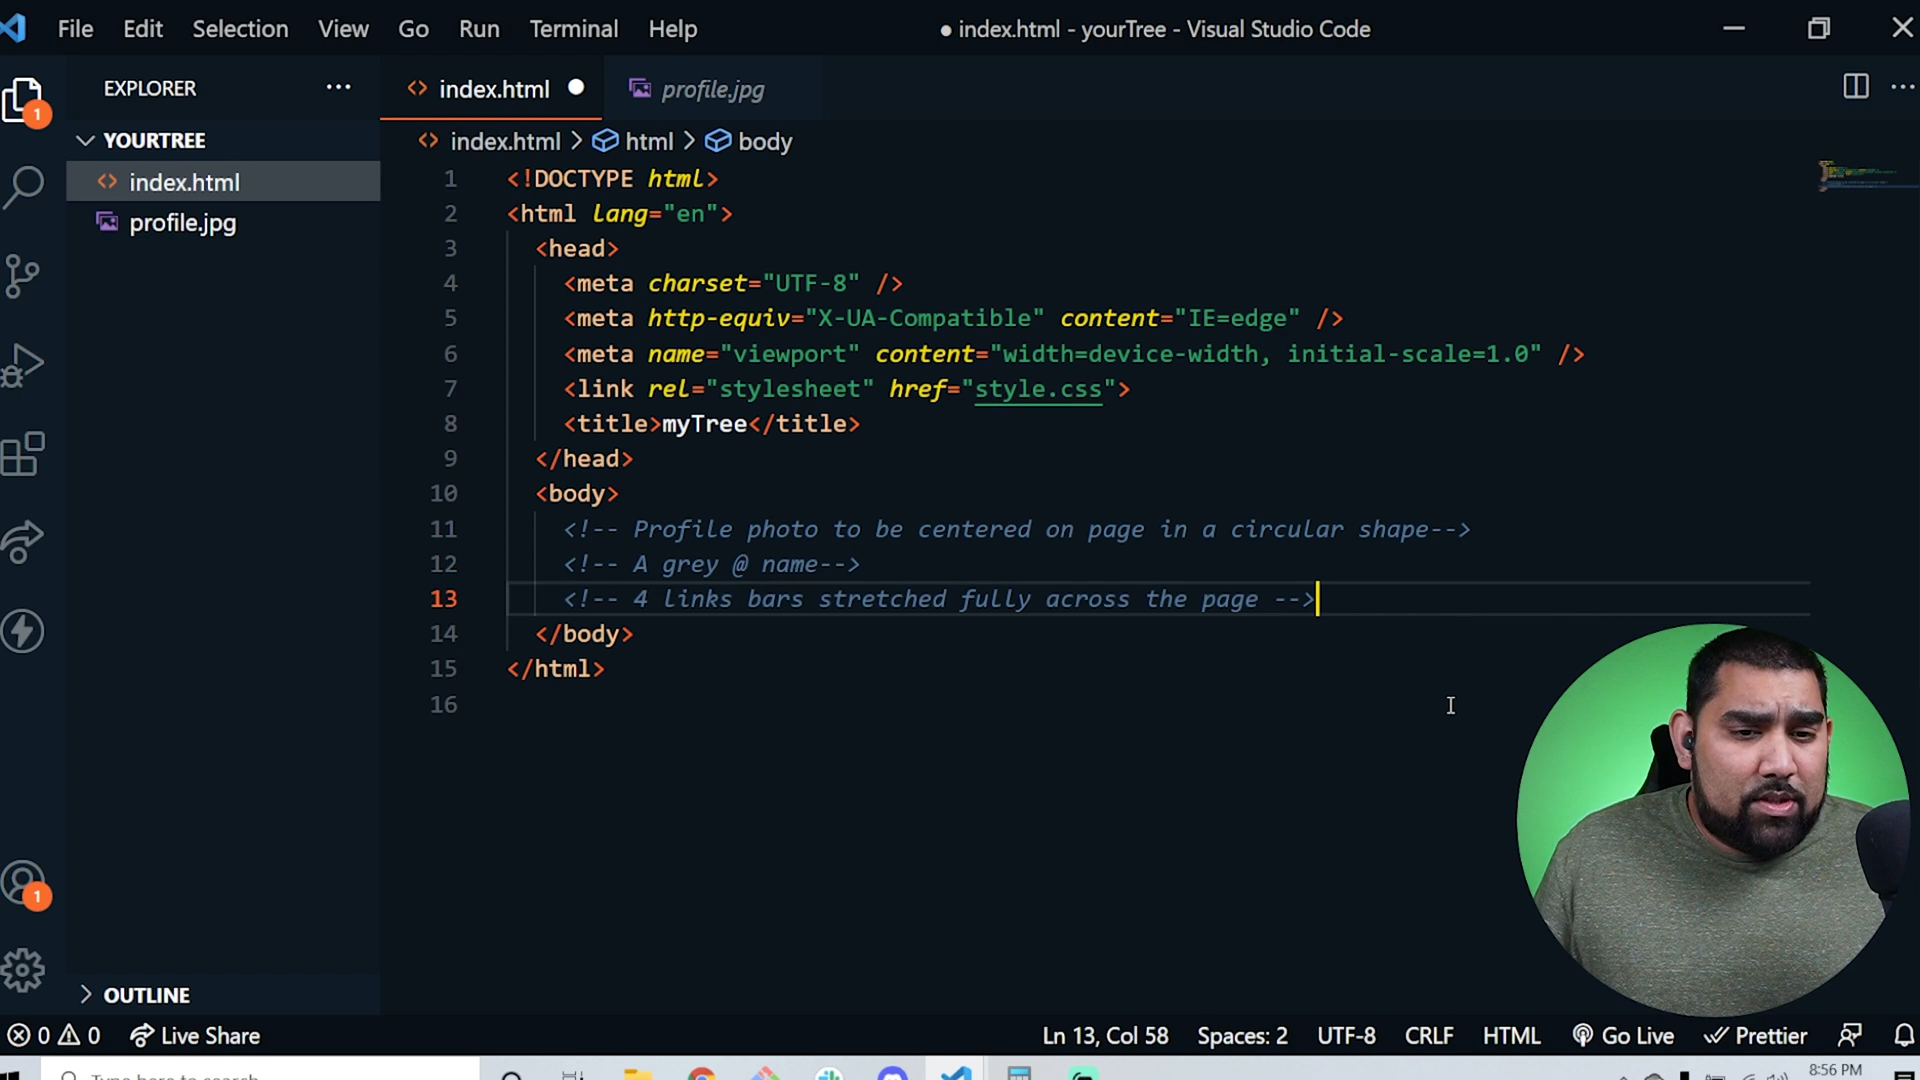 File Edit Selection View Go Run Terminal Help
● index.html - yourTree - Visual Studio Code
EXPLORER ...
index.html ●
profile.jpg
...
1
YOURTREE
index.html
profile.jpg
index.html > html > body
1 <!DOCTYPE html>
2 <html lang="en">
3 <head>
4 <meta charset="UTF-8" />
5 <meta http-equiv="X-UA-Compatible" content="IE=edge" />
6 <meta name="viewport" content="width=device-width, initial-scale=1.0" />
7 <link rel="stylesheet" href="style.css">
8 <title>myTree</title>
9 </head>
10 <body>
11 <!-- Profile photo to be centered on page in a circular shape-->
12 <!-- A grey @ name-->
13 <!-- 4 links bars stretched fully across the page -->
14 </body>
15 </html>
16
1
OUTLINE
0 0 Live Share
Ln 13, Col 58 Spaces: 2 UTF-8 CRLF HTML Go Live Prettier
Type here to search
8:56 PM